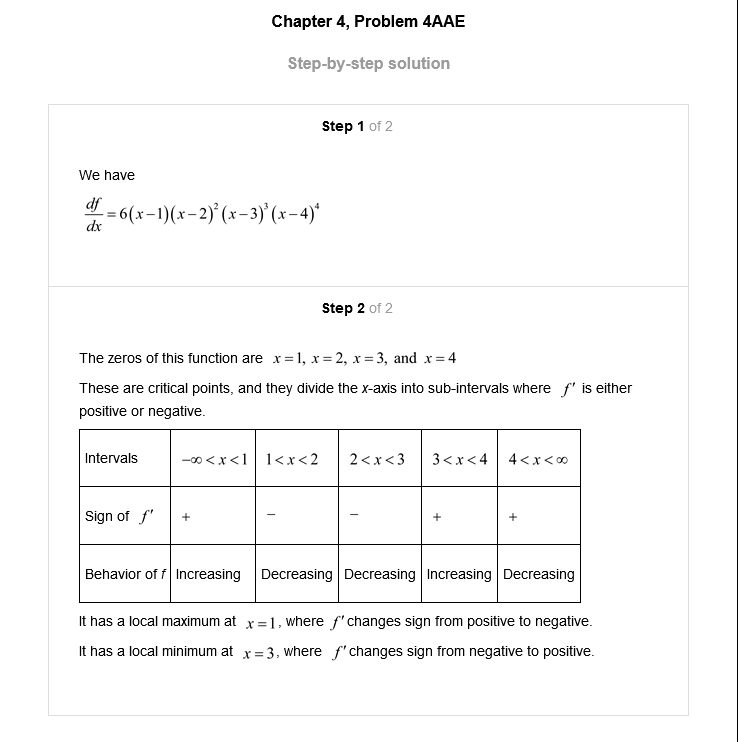 Chapter 4, Problem 4AAE
Step-by-step solution
Step 1 of 2
We have
df/dx = 6(x−1)(x−2)²(x−3)³(x−4)⁴
Step 2 of 2
The zeros of this function are x = 1, x = 2, x = 3, and x = 4
These are critical points, and they divide the x-axis into sub-intervals where f′ is either
positive or negative.
Intervals −∞ < x < 1 1 < x < 2 2 < x < 3 3 < x < 4 4 < x < ∞
Sign of f′ + − − + +
Behavior of f Increasing Decreasing Decreasing Increasing Decreasing
It has a local maximum at x = 1, where f′ changes sign from positive to negative.
It has a local minimum at x = 3, where f′ changes sign from negative to positive.